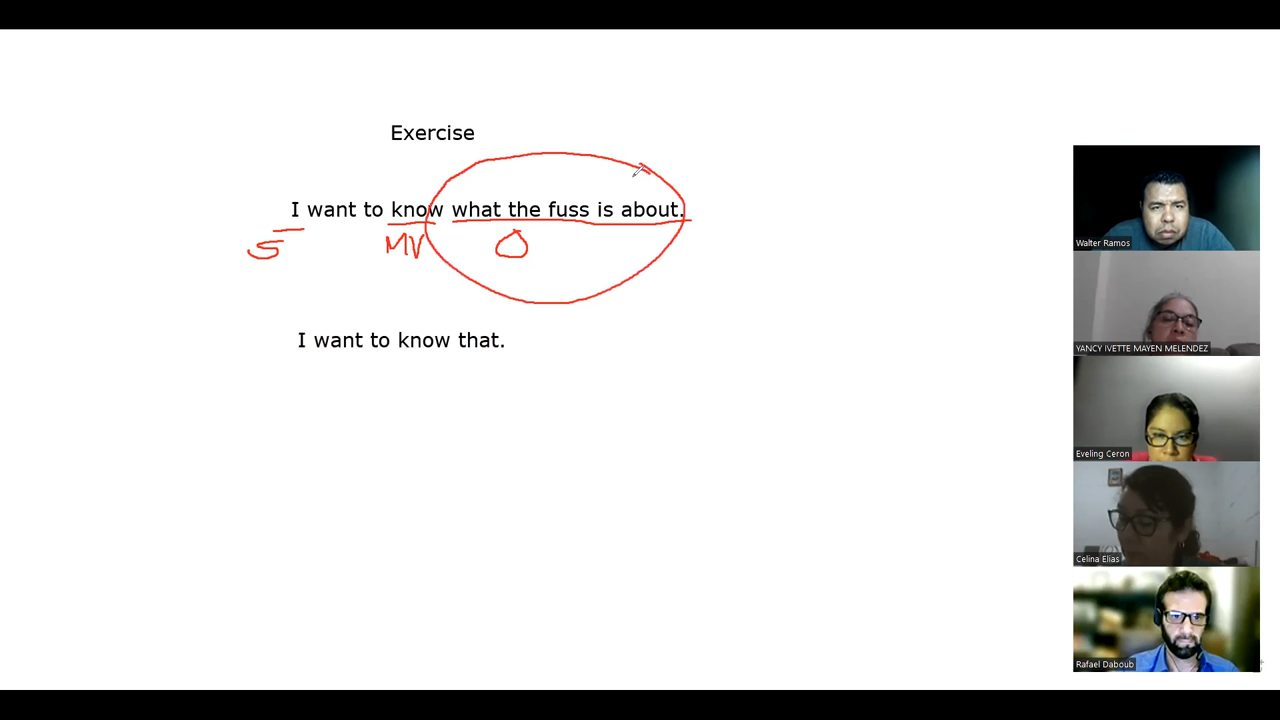 Exercise
I want to know what the fuss is about.
S MV O
I want to know that.
Walter Ramos
YANCY IVETTE MAYEN MELENDEZ
Eveling Ceron
Celina Elias
Rafael Daboub